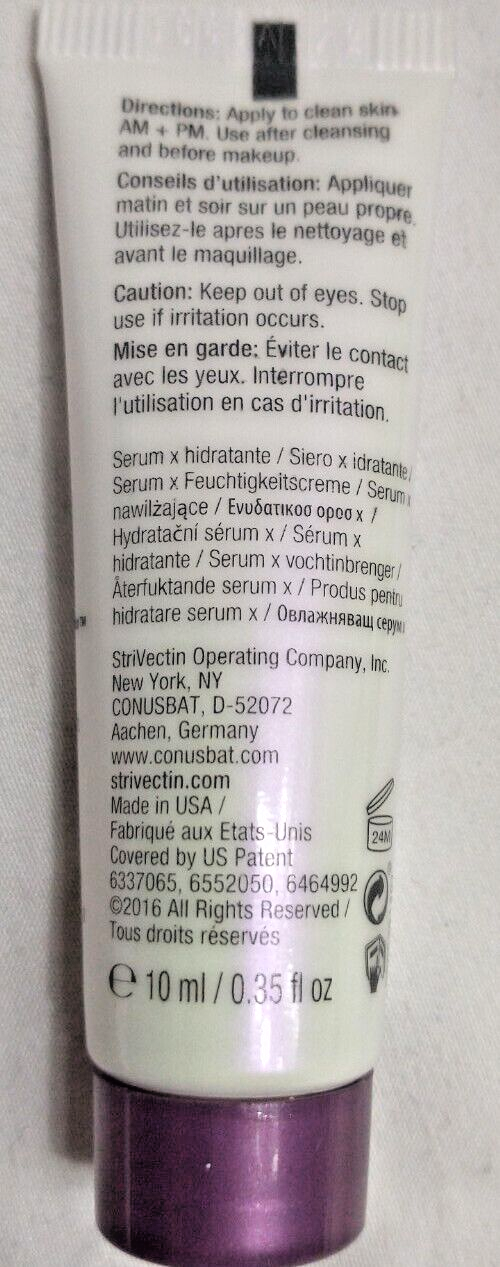 Directions: Apply to clean skin
AM + PM. Use after cleansing
and before makeup.
Conseils d'utilisation: Appliquer
matin et soir sur un peau propre.
Utilisez-le apres le nettoyage et
avant le maquillage.
Caution: Keep out of eyes. Stop
use if irritation occurs.
Mise en garde: Éviter le contact
avec les yeux. Interrompre
l'utilisation en cas d'irritation.
Serum x hidratante / Siero x idratante/
Serum x Feuchtigkeitscreme / Serum
nawilżające / Ενυδατικοσ οροσ x /
Hydratační sérum x / Sérum x
hidratante / Serum x vochtinbrenger/
Återfuktande serum x / Produs pentru
hidratare serum x / Овлажняващ серум
StriVectin Operating Company, Inc.
New York, NY
CONUSBAT, D-52072
Aachen, Germany
www.conusbat.com
strivectin.com
Made in USA /
Fabriqué aux Etats-Unis
Covered by US Patent
6337065, 6552050, 6464992
©2016 All Rights Reserved /
Tous droits réservés
24M
℮ 10 ml / 0.35 fl oz